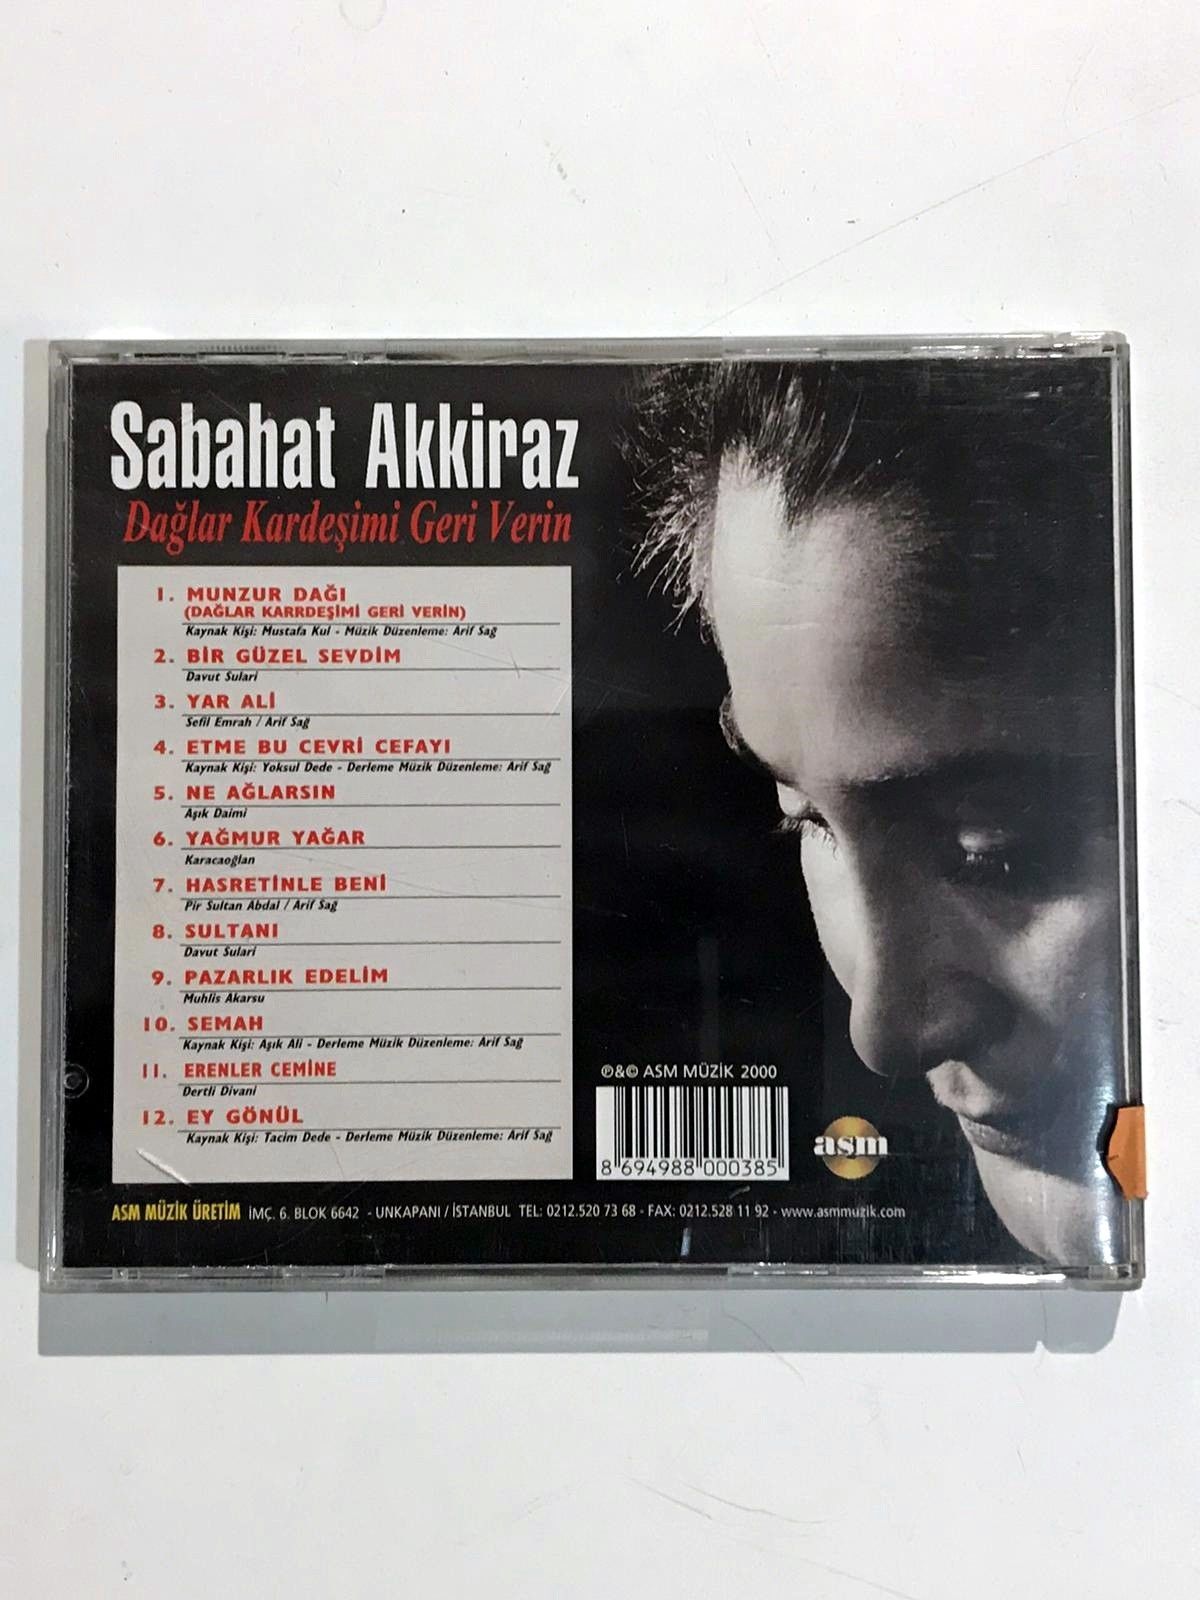 Sabahat Akkiraz
Dağlar Kardeşimi Geri Verin
1. MUNZUR DAĞI
(DAĞLAR KARRDEŞİMİ GERİ VERİN)
Kaynak Kişi: Mustafa Kul - Müzik Düzenleme: Arif Sağ
2. BİR GÜZEL SEVDİM
Davut Sulari
3. YAR ALİ
Sefil Emrah / Arif Sağ
4. ETME BU CEVRİ CEFAYI
Kaynak Kişi: Yoksul Dede - Derleme Müzik Düzenleme: Arif Sağ
5. NE AĞLARSIN
Aşık Daimi
6. YAĞMUR YAĞAR
Karacaoğlan
7. HASRETİNLE BENİ
Pir Sultan Abdal / Arif Sağ
8. SULTANI
Davut Sulari
9. PAZARLIK EDELİM
Muhlis Akarsu
10. SEMAH
Kaynak Kişi: Aşık Ali - Derleme Müzik Düzenleme: Arif Sağ
11. ERENLER CEMİNE
Dertli Divani
12. EY GÖNÜL
Kaynak Kişi: Tacim Dede - Derleme Müzik Düzenleme: Arif Sağ
℗&© ASM MÜZİK 2000
8 694988 000385
asm
ASM MÜZİK ÜRETİM İMÇ. 6. BLOK 6642 - UNKAPANI / İSTANBUL TEL: 0212.520 73 68 - FAX: 0212.528 11 92 - www.asmmuzik.com